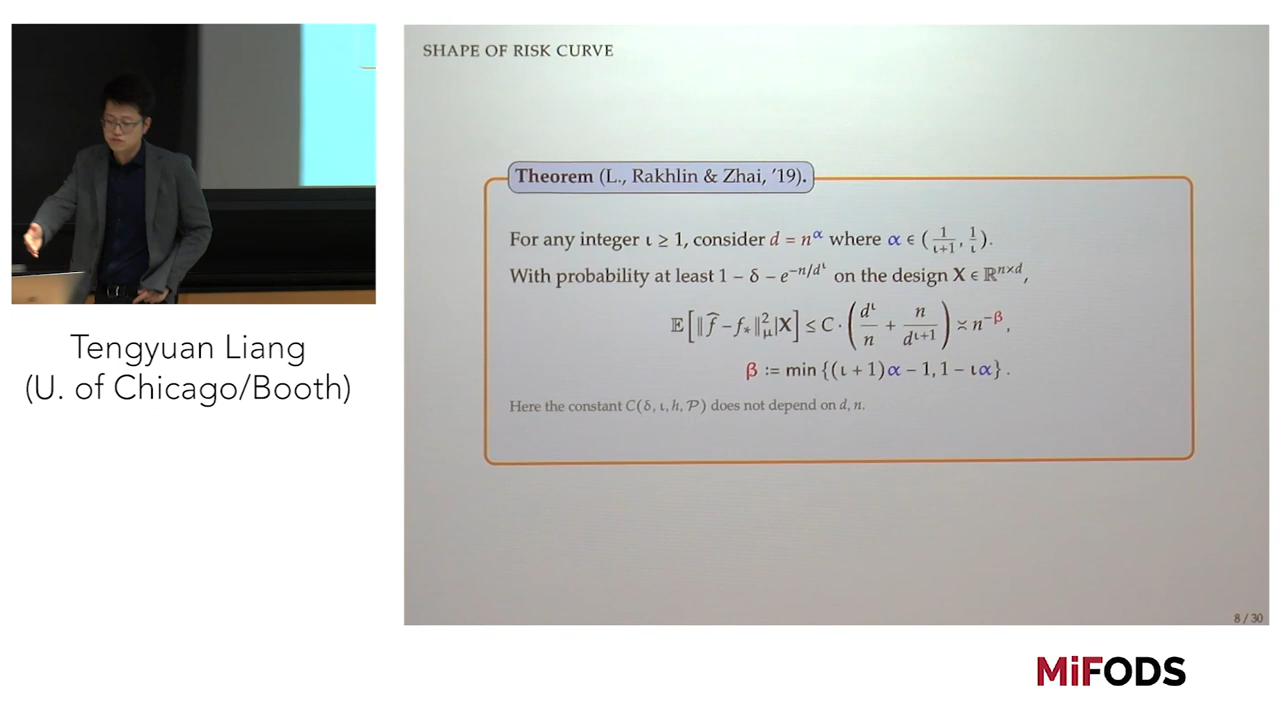 SHAPE OF RISK CURVE
Theorem (L., Rakhlin & Zhai, '19).
For any integer ι ≥ 1, consider d = n^α where α ∈ (1/(ι+1), 1/ι).
With probability at least 1 − δ − e^{−n/d^ι} on the design X ∈ ℝ^{n×d},
𝔼[‖f̂ − f_*‖²_μ|X] ≤ C · (d^ι/n + n/d^{ι+1}) ≍ n^{−β},
β := min {(ι + 1)α − 1, 1 − ια} .
Here the constant C(δ, ι, h, 𝒫) does not depend on d, n.
8 / 30
Tengyuan Liang
(U. of Chicago/Booth)
MiFODS